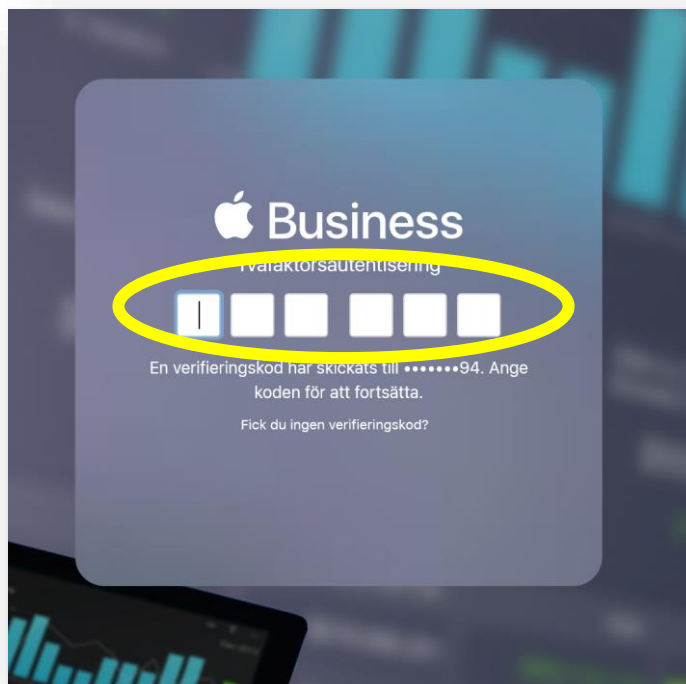 Business
Tvåfaktorsautentisering
En verifieringskod har skickats till •••••••94. Ange
koden för att fortsätta.
Fick du ingen verifieringskod?